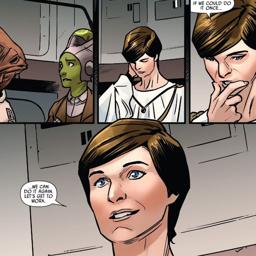 IF WE COULD DO
IT ONCE...
...WE CAN
DO IT AGAIN.
LET'S GET TO
WORK.